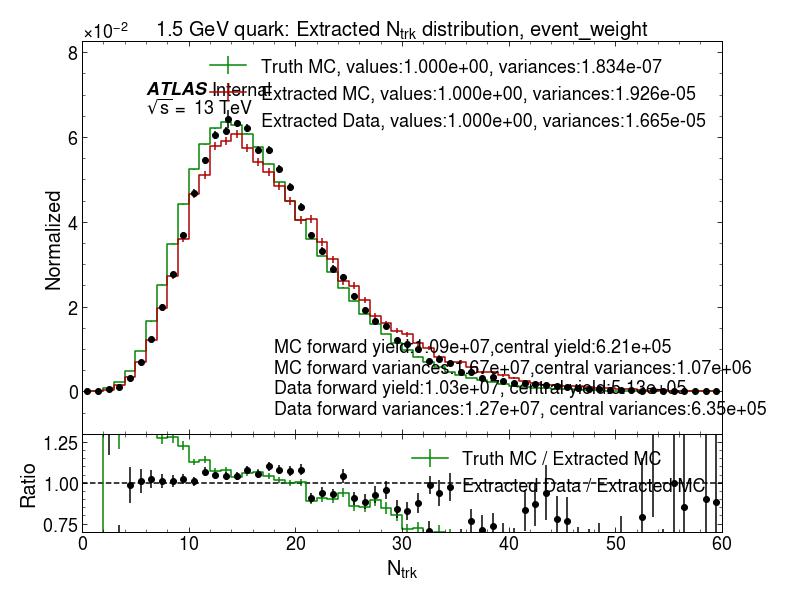 ×10−2
1.5 GeV quark: Extracted Ntrk distribution, event_weight
8
6
4
2
0
Normalized
ATLAS Internal
√s = 13 TeV
Truth MC, values:1.000e+00, variances:1.834e-07
Extracted MC, values:1.000e+00, variances:1.926e-05
Extracted Data, values:1.000e+00, variances:1.665e-05
MC forward yield:1.09e+07,central yield:6.21e+05
MC forward variances: central variances:1.07e+06
Data forward yield:1.03e+07, central yield:5.13e+05
Data forward variances:1.27e+07, central variances:6.35e+05
1.25
1.00
0.75
Ratio
Truth MC / Extracted MC
Extracted Data / Extracted MC
0 10 20 30 40 50 60
Ntrk